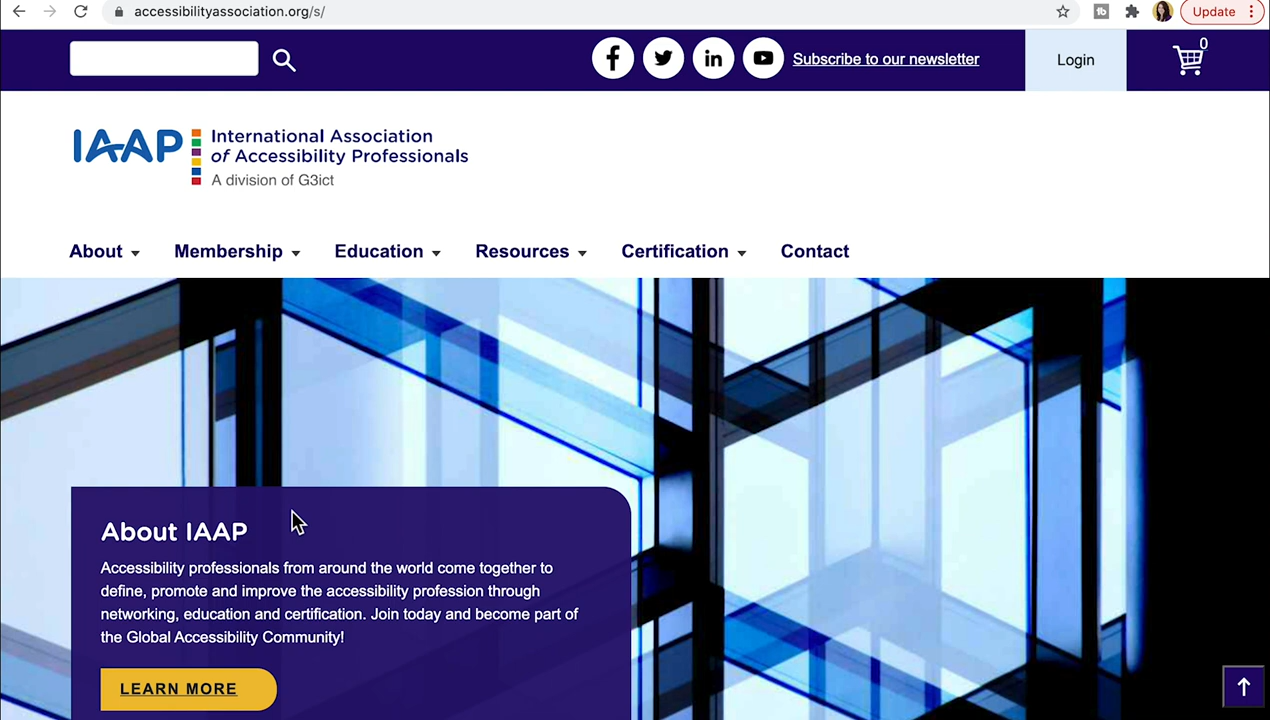 accessibilityassociation.org/s/
Update
Subscribe to our newsletter
Login
0
IAAP
International Association
of Accessibility Professionals
A division of G3ict
About
Membership
Education
Resources
Certification
Contact
About IAAP
Accessibility professionals from around the world come together to
define, promote and improve the accessibility profession through
networking, education and certification. Join today and become part of
the Global Accessibility Community!
LEARN MORE